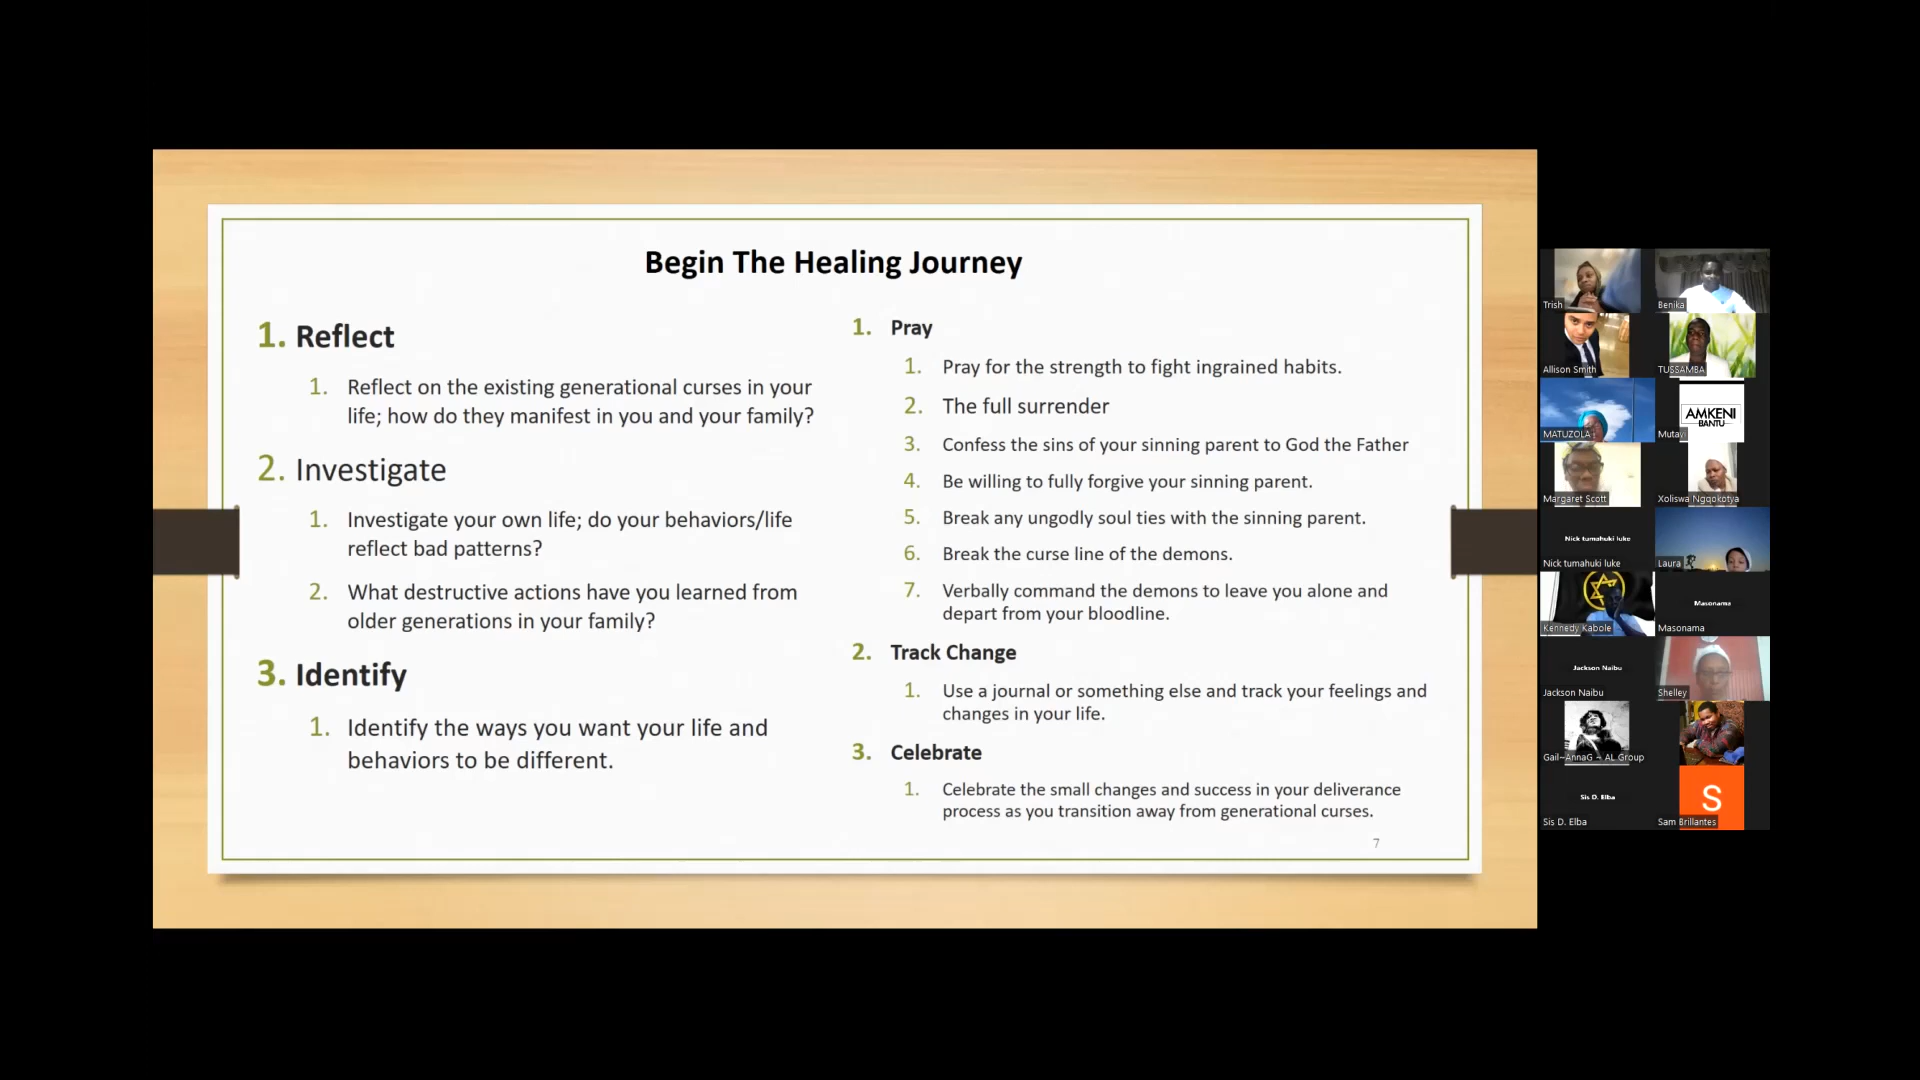 Begin The Healing Journey
1. Reflect
1. Reflect on the existing generational curses in your
life; how do they manifest in you and your family?
2. Investigate
1. Investigate your own life; do your behaviors/life
reflect bad patterns?
2. What destructive actions have you learned from
older generations in your family?
3. Identify
1. Identify the ways you want your life and
behaviors to be different.
1. Pray
1. Pray for the strength to fight ingrained habits.
2. The full surrender
3. Confess the sins of your sinning parent to God the Father
4. Be willing to fully forgive your sinning parent.
5. Break any ungodly soul ties with the sinning parent.
6. Break the curse line of the demons.
7. Verbally command the demons to leave you alone and
depart from your bloodline.
2. Track Change
1. Use a journal or something else and track your feelings and
changes in your life.
3. Celebrate
1. Celebrate the small changes and success in your deliverance
process as you transition away from generational curses.
7
Trish
Benika
Allison Smith
TUSSAMBA
MATUZOLA
AMKENI
BANTU
Mutayi
Margaret Scott
Xoliswa Ngqokotya
Nick tumahuki luke
Nick tumahuki luke
Laura
Kennedy Kabole
Masonama
Masonama
Jackson Naibu
Jackson Naibu
Shelley
Gail~AnnaG ~ AL Group
Sis D. Elba
Sis D. Elba
S
Sam Brillantes